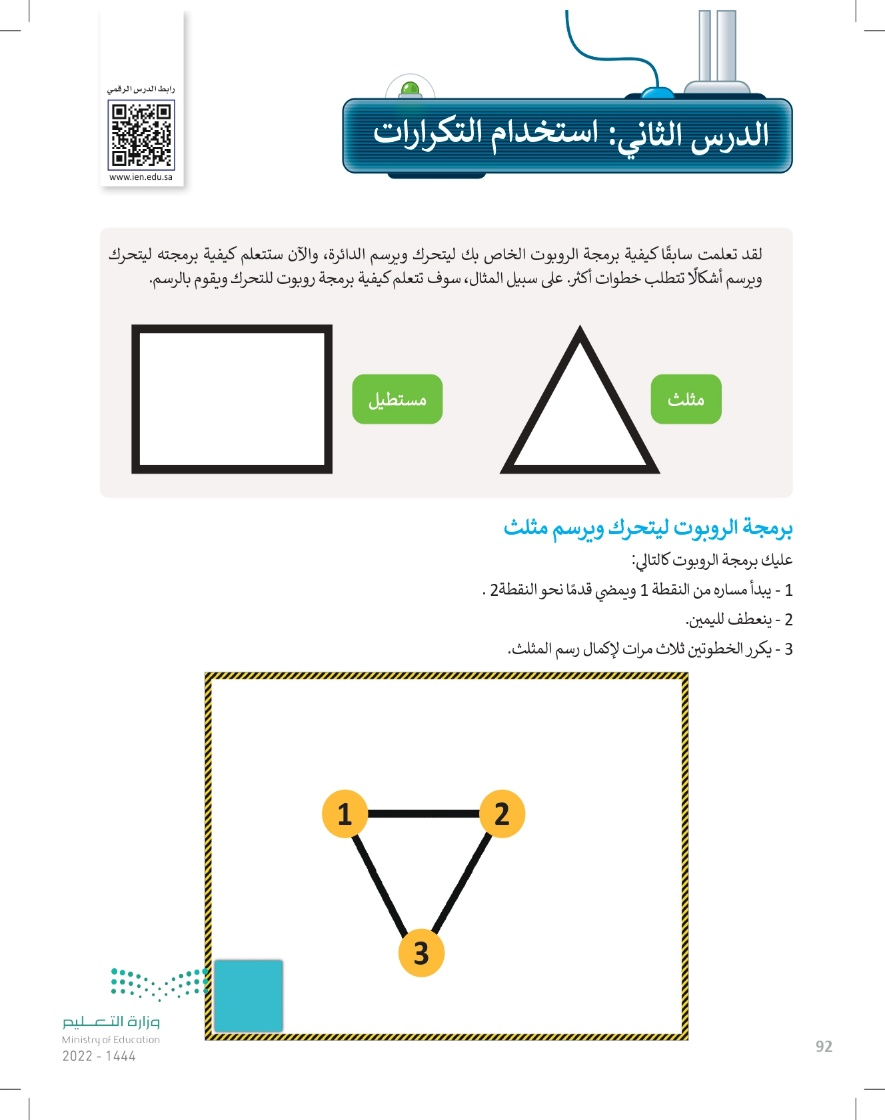 رابط الدرس الرقمي
www.ien.edu.sa
الدرس الثاني: استخدام التكرارات
لقد تعلمت سابقًا كيفية برمجة الروبوت الخاص بك ليتحرك ويرسم الدائرة، والآن ستتعلم كيفية برمجته ليتحرك
ويرسم أشكالًا تتطلب خطوات أكثر. على سبيل المثال، سوف تتعلم كيفية برمجة روبوت للتحرك ويقوم بالرسم.
مثلث
مستطيل
برمجة الروبوت ليتحرك ويرسم مثلث
عليك برمجة الروبوت كالتالي:
1 - يبدأ مساره من النقطة 1 ويمضي قدمًا نحو النقطة2 .
2 - ينعطف لليمين.
3 - يكرر الخطوتين ثلاث مرات لإكمال رسم المثلث.
1
2
3
وزارة التعـــليم
Ministry of Education
2022 - 1444
92